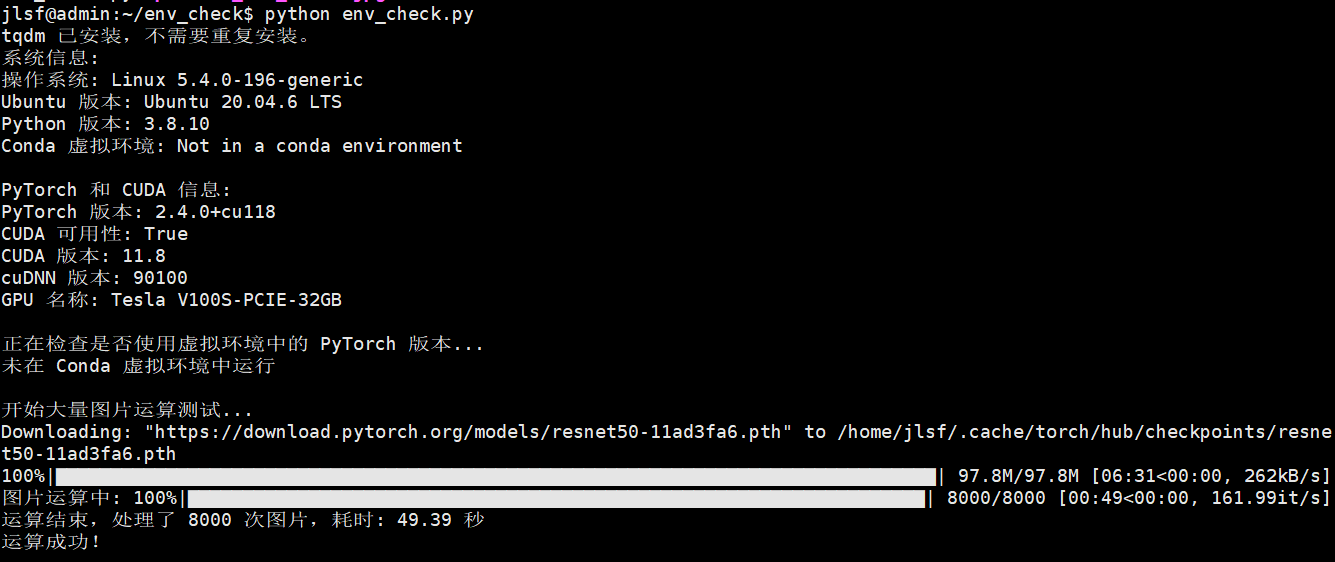 jlsf@admin:~/env_check$ python env_check.py
tqdm 已安装，不需要重复安装。
系统信息:
操作系统: Linux 5.4.0-196-generic
Ubuntu 版本: Ubuntu 20.04.6 LTS
Python 版本: 3.8.10
Conda 虚拟环境: Not in a conda environment
PyTorch 和 CUDA 信息:
PyTorch 版本: 2.4.0+cu118
CUDA 可用性: True
CUDA 版本: 11.8
cuDNN 版本: 90100
GPU 名称: Tesla V100S-PCIE-32GB
正在检查是否使用虚拟环境中的 PyTorch 版本...
未在 Conda 虚拟环境中运行
开始大量图片运算测试...
Downloading: "https://download.pytorch.org/models/resnet50-11ad3fa6.pth" to /home/jlsf/.cache/torch/hub/checkpoints/resne
t50-11ad3fa6.pth
100%| | 97.8M/97.8M [06:31<00:00, 262kB/s]
图片运算中: 100%| | 8000/8000 [00:49<00:00, 161.99it/s]
运算结束，处理了 8000 次图片，耗时: 49.39 秒
运算成功！